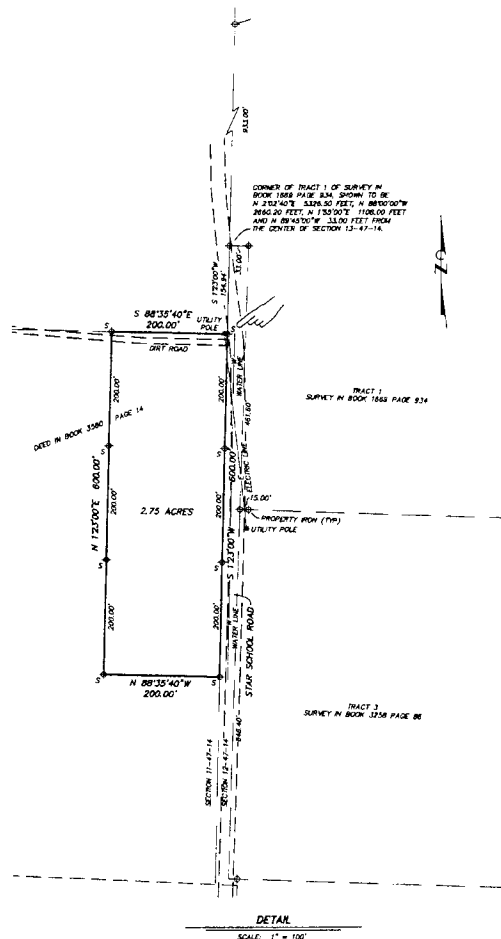 933.00'
CORNER OF TRACT 1 OF SURVEY IN
BOOK 1669 PAGE 934, SHOWN TO BE
N 2°02'40"E 5326.50 FEET, N 88°00'00"W
2660.20 FEET, N 1°55'00"E 1106.00 FEET
AND N 89°45'00"W 33.00 FEET FROM
THE CENTER OF SECTION 13-47-14.
33.00'
S 1°23'00"W
154.94'
N
S 88°35'40"E
200.00'
UTILITY
POLE
S
S
DIRT ROAD
WATER LINE
461.60'
TRACT 1
SURVEY IN BOOK 1669 PAGE 934
200.00'
DEED IN BOOK 3580 PAGE 14
S
N 1°23'00"E 600.00'
200.00'
2.75 ACRES
200.00'
S 1°23'00"W 600.00'
ELECTRIC LINE
15.00'
PROPERTY IRON (TYP)
UTILITY POLE
S
200.00'
200.00'
WATER LINE
STAR SCHOOL ROAD
S
S
N 88°35'40"W
200.00'
TRACT 3
SURVEY IN BOOK 3258 PAGE 86
846.40'
SECTION 11-47-14
SECTION 12-47-14
DETAIL
SCALE: 1" = 100'